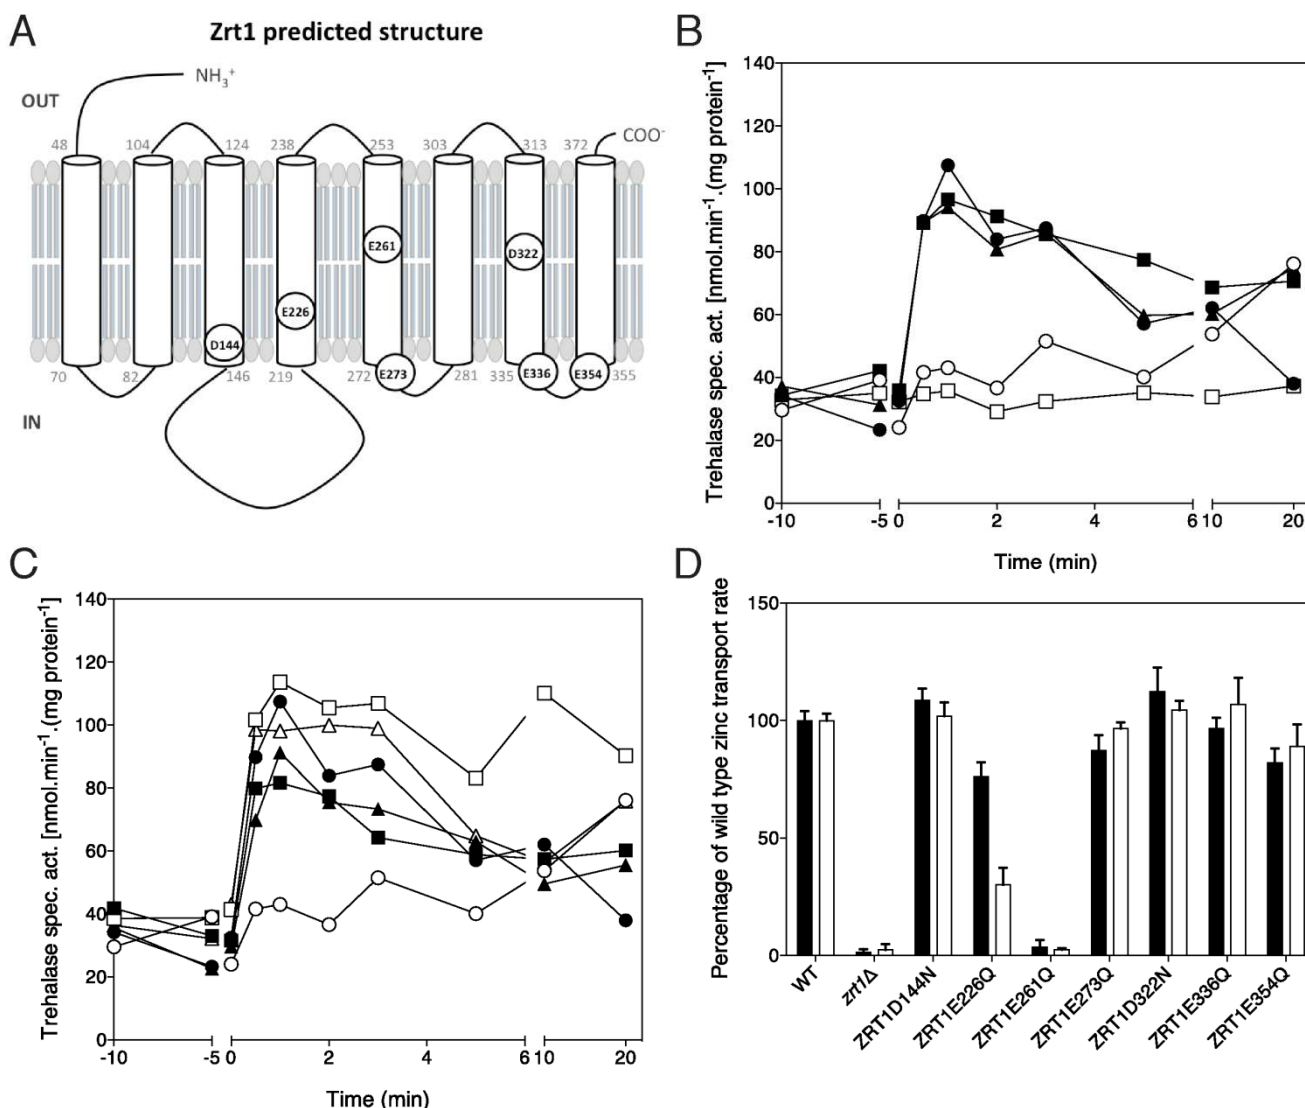 A
Zrt1 predicted structure
NH₃⁺
OUT
COO⁻
48 104 124 238 253 303 313 372
E261
D322
E226
D144
E273 E336 E354
70 82 146 219 272 281 335 355
IN
B
Trehalase spec. act. [nmol.min⁻¹.(mg protein⁻¹]
140
120
100
80
60
40
20
0
-10 -5 0 2 4 6 10 20
Time (min)
C
Trehalase spec. act. [nmol.min⁻¹.(mg protein⁻¹]
140
120
100
80
60
40
20
0
-10 -5 0 2 4 6 10 20
Time (min)
D
Percentage of wild type zinc transport rate
150
100
50
0
WT
zrt1Δ
ZRT1D144N
ZRT1E226Q
ZRT1E261Q
ZRT1E273Q
ZRT1D322N
ZRT1E336Q
ZRT1E354Q